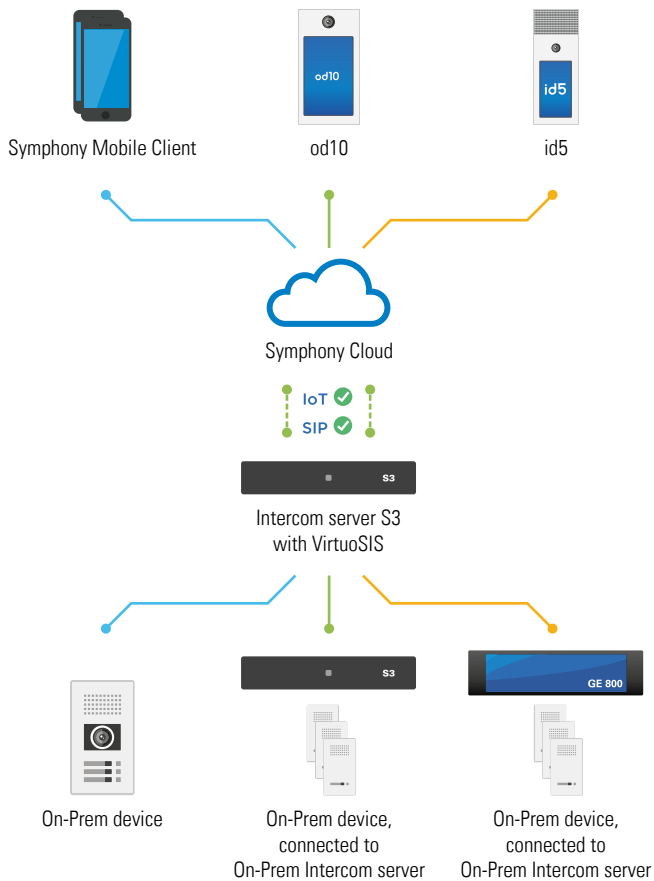 od10
id5
Symphony Mobile Client
od10
id5
Symphony Cloud
IoT
SIP
S3
Intercom server S3
with VirtuoSIS
S3
GE 800
On-Prem device
On-Prem device,
connected to
On-Prem Intercom server
On-Prem device,
connected to
On-Prem Intercom server